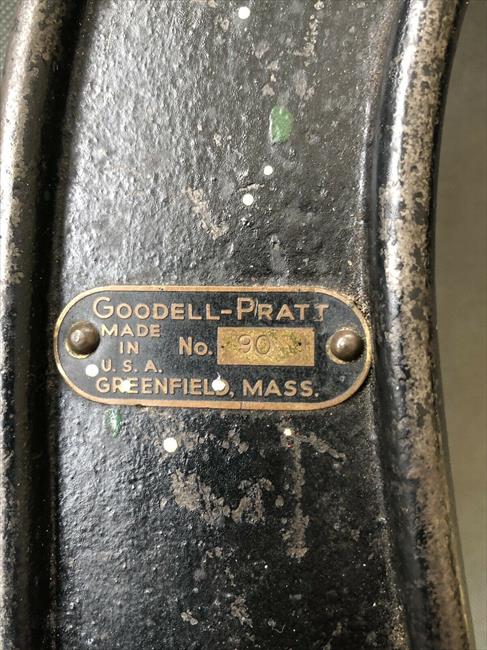 GOODELL-PRATT
MADE
IN No. 90
U. S. A.
GREENFIELD, MASS.